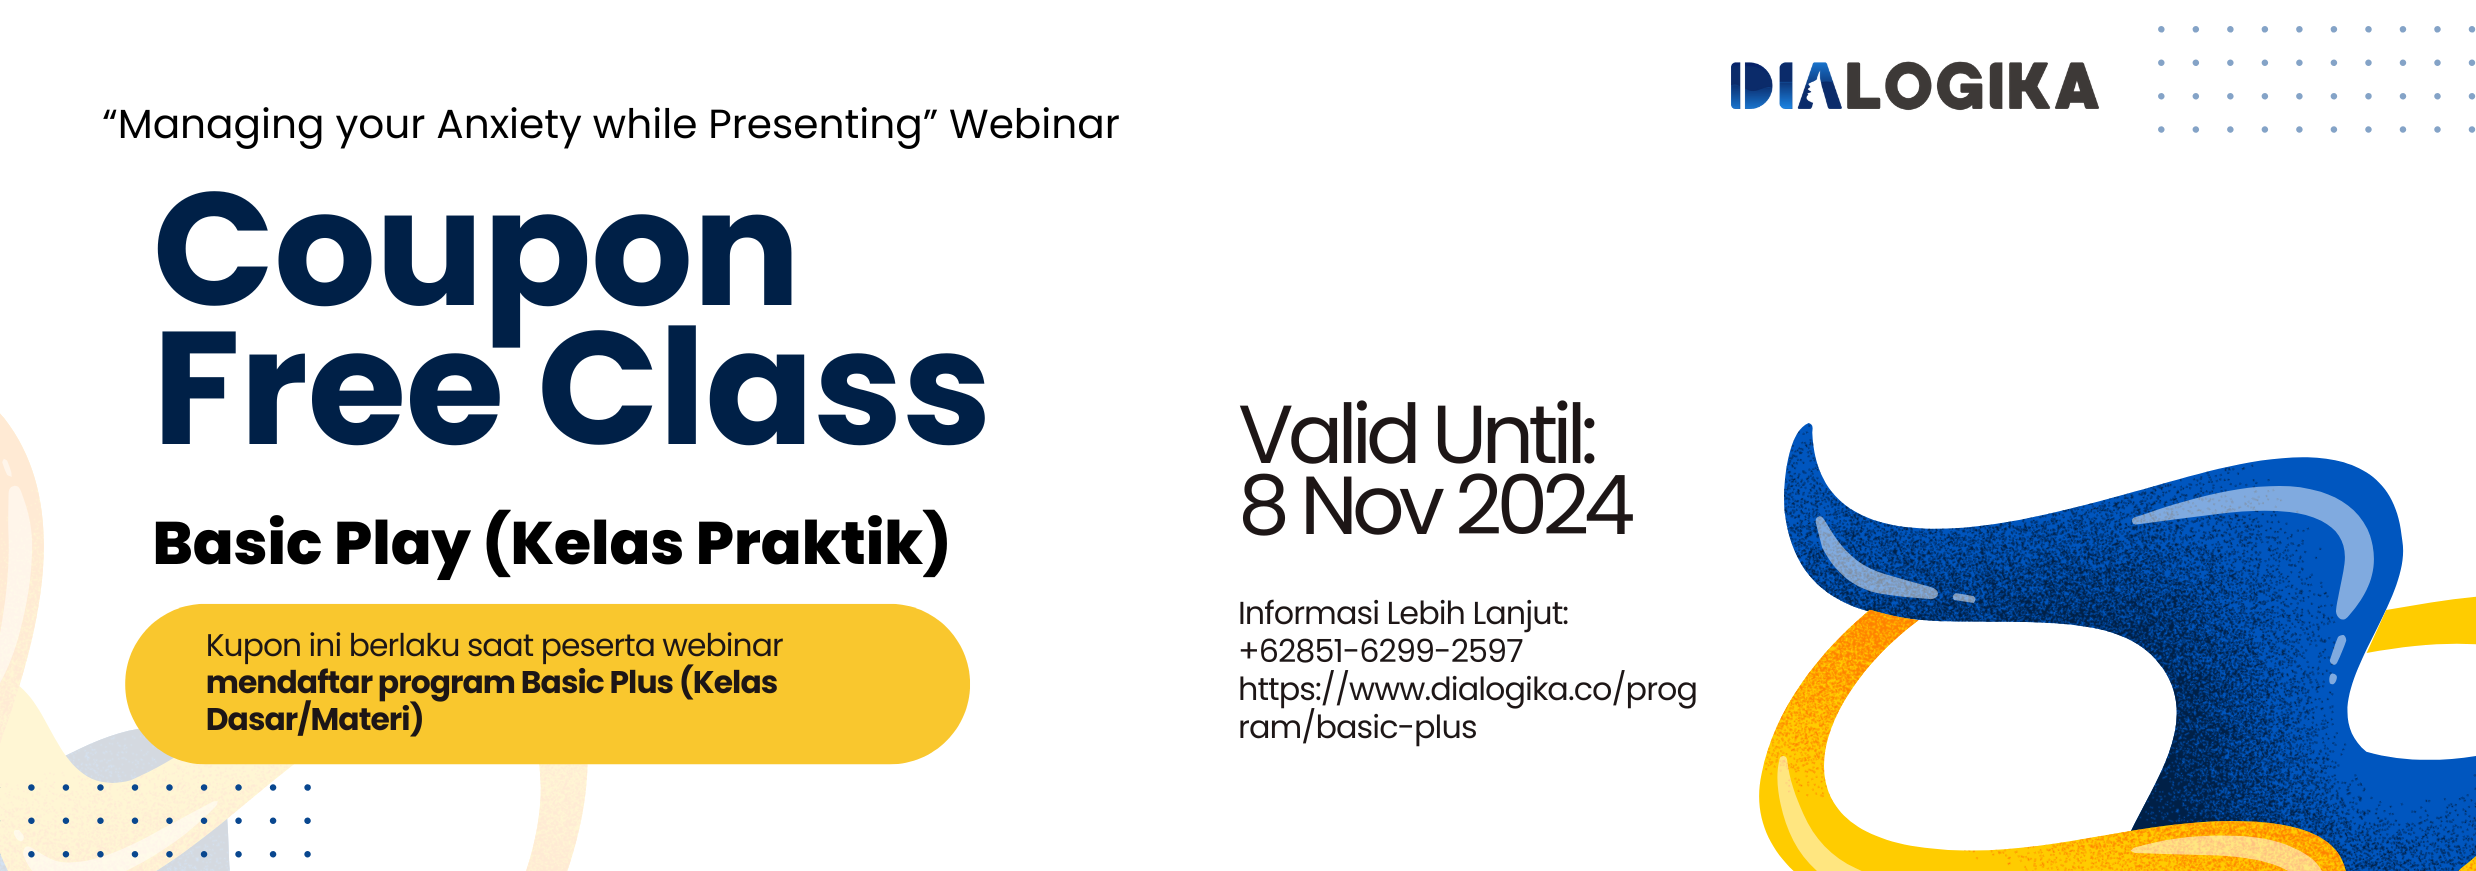 “Managing your Anxiety while Presenting” Webinar
DIALOGIKA
Coupon
Free Class
Basic Play (Kelas Praktik)
Kupon ini berlaku saat peserta webinar
mendaftar program Basic Plus (Kelas
Dasar/Materi)
Valid Until:
8 Nov 2024
Informasi Lebih Lanjut:
+62851-6299-2597
https://www.dialogika.co/prog
ram/basic-plus